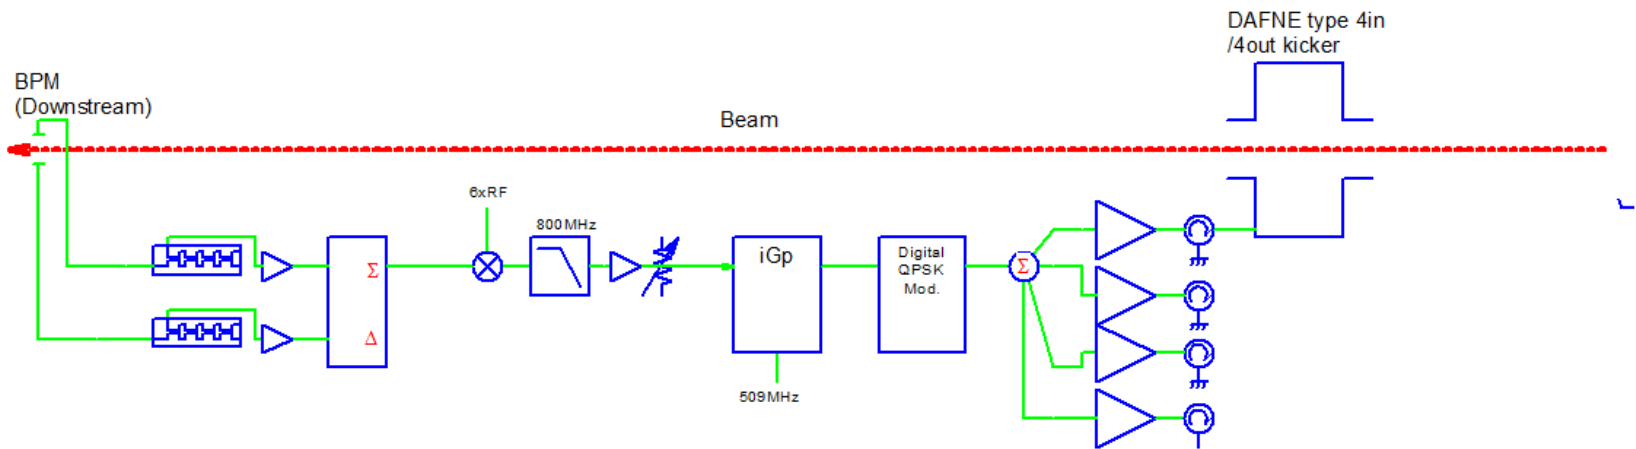 DAFNE type 4in
/4out kicker
BPM
(Downstream)
Beam
6xRF
800MHz
iGp
Digital
QPSK
Mod.
Σ
Σ
Δ
509MHz
r